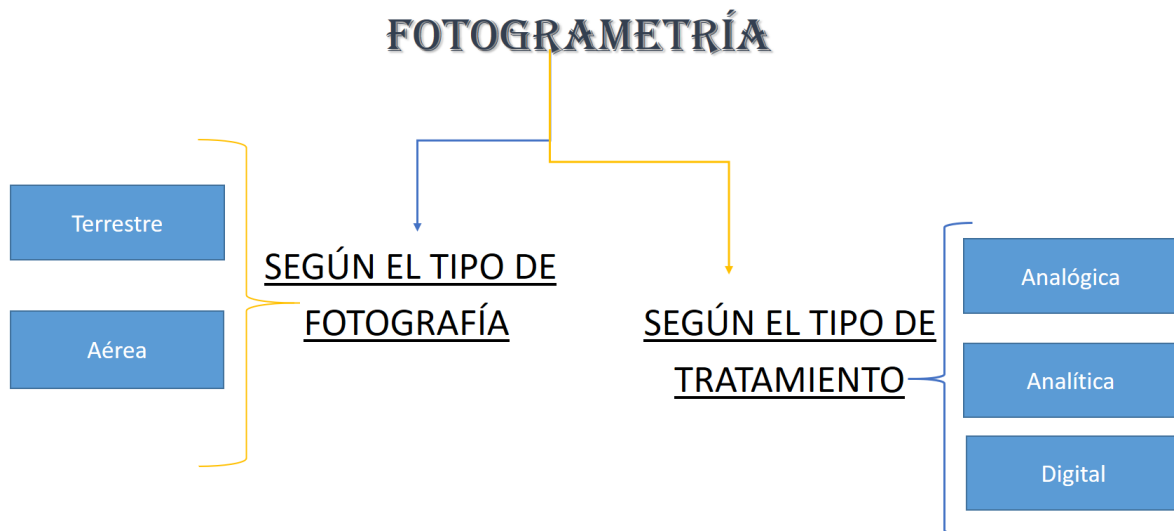 FOTOGRAMETRÍA
Terrestre
Aérea
SEGÚN EL TIPO DE
FOTOGRAFÍA
SEGÚN EL TIPO DE
TRATAMIENTO
Analógica
Analítica
Digital